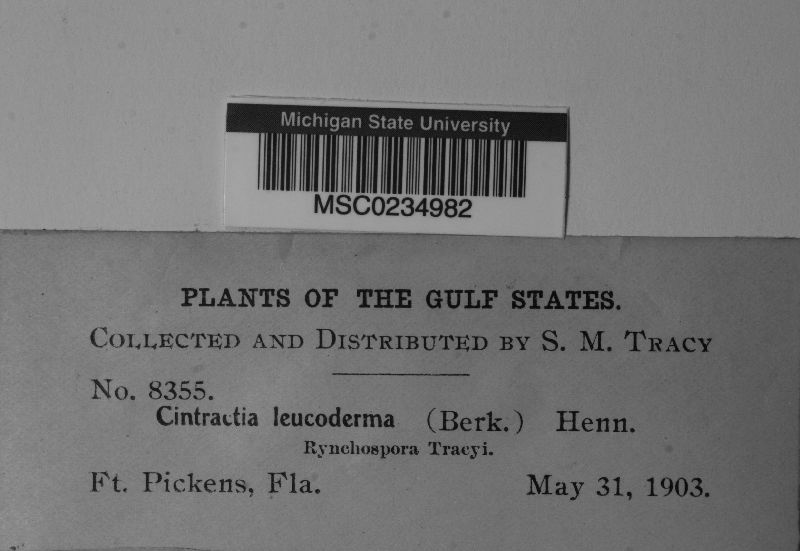 Michigan State University
MSC0234982
PLANTS OF THE GULF STATES.
COLLECTED AND DISTRIBUTED BY S. M. TRACY
No. 8355.
Cintractia leucoderma (Berk.) Henn.
Rynchospora Tracyi.
Ft. Pickens, Fla. May 31, 1903.